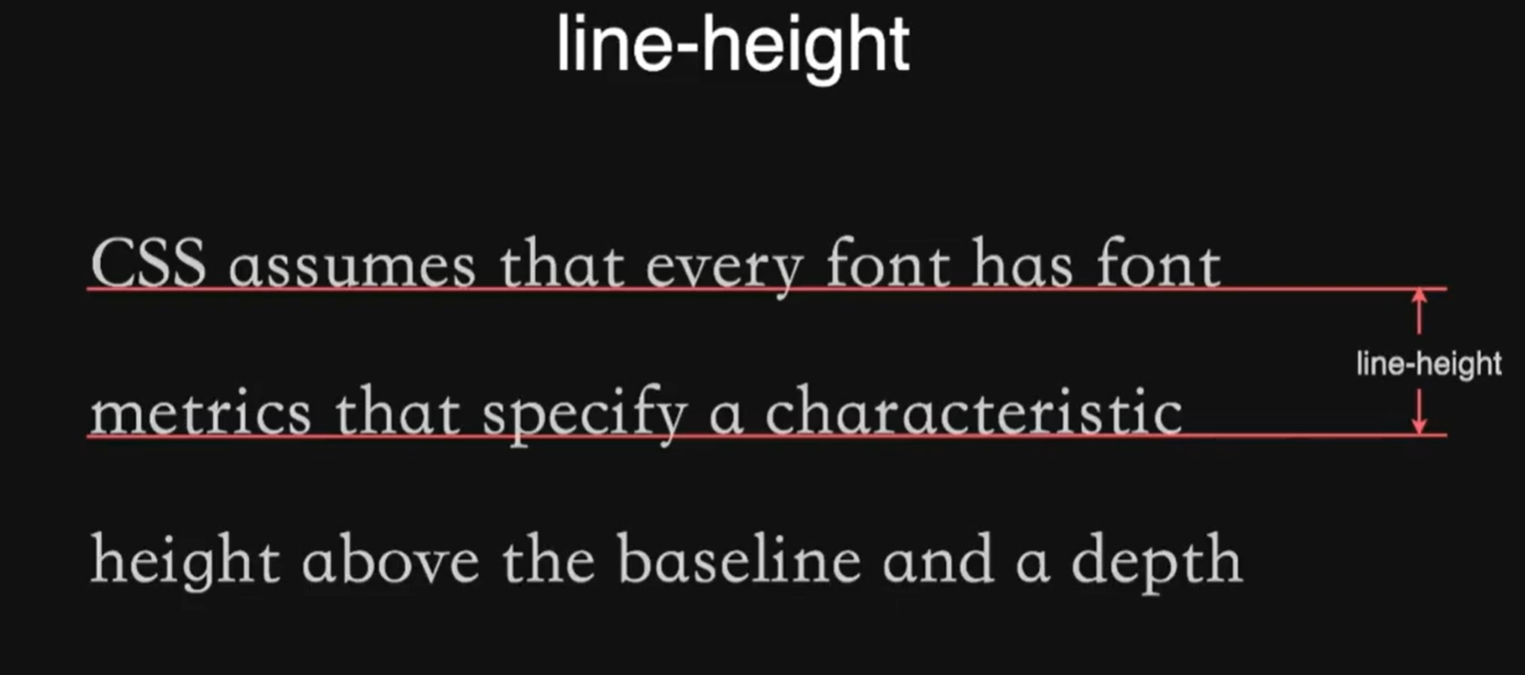 line-height
CSS assumes that every font has font
line-height
metrics that specify a characteristic
height above the baseline and a depth